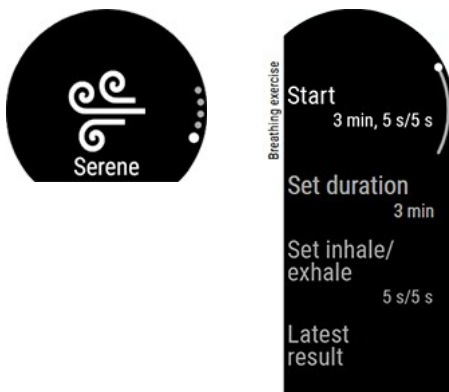 Serene
Breathing exercise
Start
3 min, 5 s/5 s
Set duration
3 min
Set inhale/
exhale
5 s/5 s
Latest
result